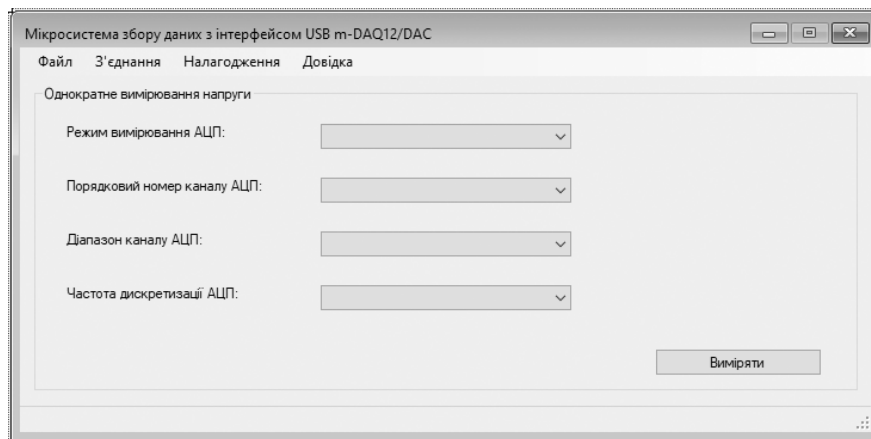 Мікросистема збору даних з інтерфейсом USB m-DAQ12/DAC
Файл З'єднання Налагодження Довідка
Однократне вимірювання напруги
Режим вимірювання АЦП:
Порядковий номер каналу АЦП:
Діапазон каналу АЦП:
Частота дискретизації АЦП:
Виміряти